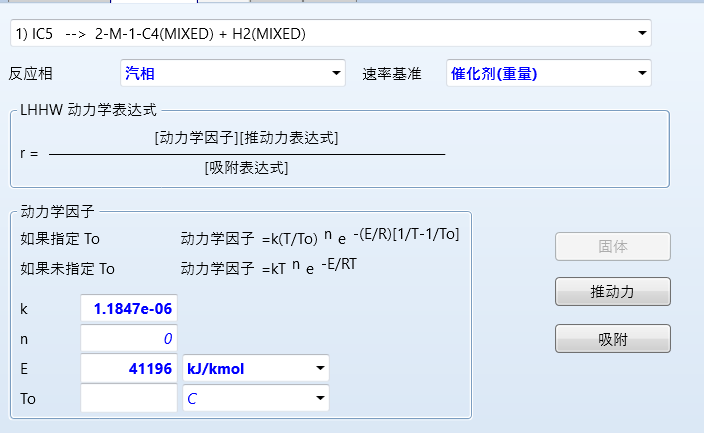 1) IC5 --> 2-M-1-C4(MIXED) + H2(MIXED)
反应相 汽相 速率基准 催化剂(重量)
LHHW 动力学表达式
[动力学因子][推动力表达式]
r =
[吸附表达式]
动力学因子
如果指定 To 动力学因子 =k(T/To) n e -(E/R)[1/T-1/To]
如果未指定 To 动力学因子 =kT n e -E/RT
固体
推动力
吸附
k 1.1847e-06
n 0
E 41196 kJ/kmol
To C